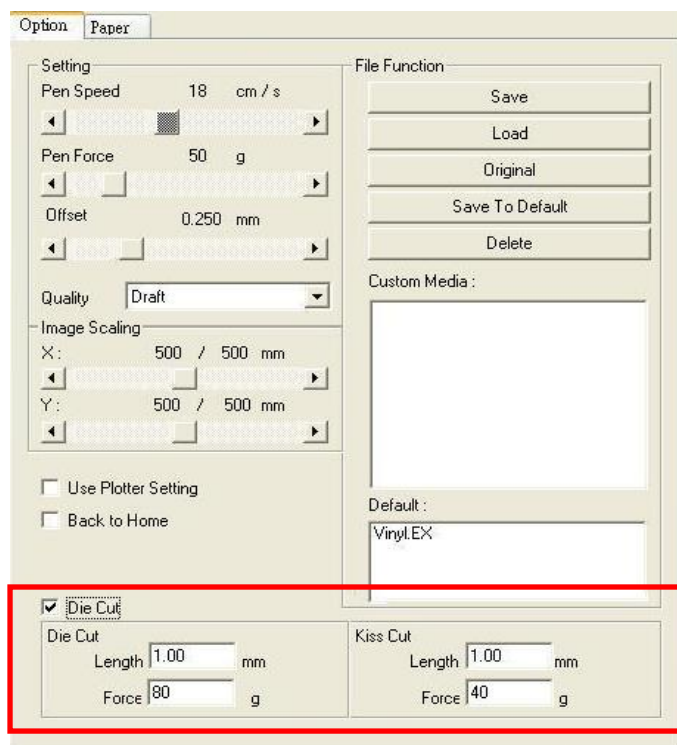 Option Paper
Setting
Pen Speed 18 cm / s
Pen Force 50 g
Offset 0.250 mm
Quality Draft
Image Scaling
X : 500 / 500 mm
Y : 500 / 500 mm
Use Plotter Setting
Back to Home
File Function
Save
Load
Original
Save To Default
Delete
Custom Media :
Default :
Vinyl.EX
Die Cut
Die Cut
Length 1.00 mm
Force 80 g
Kiss Cut
Length 1.00 mm
Force 40 g